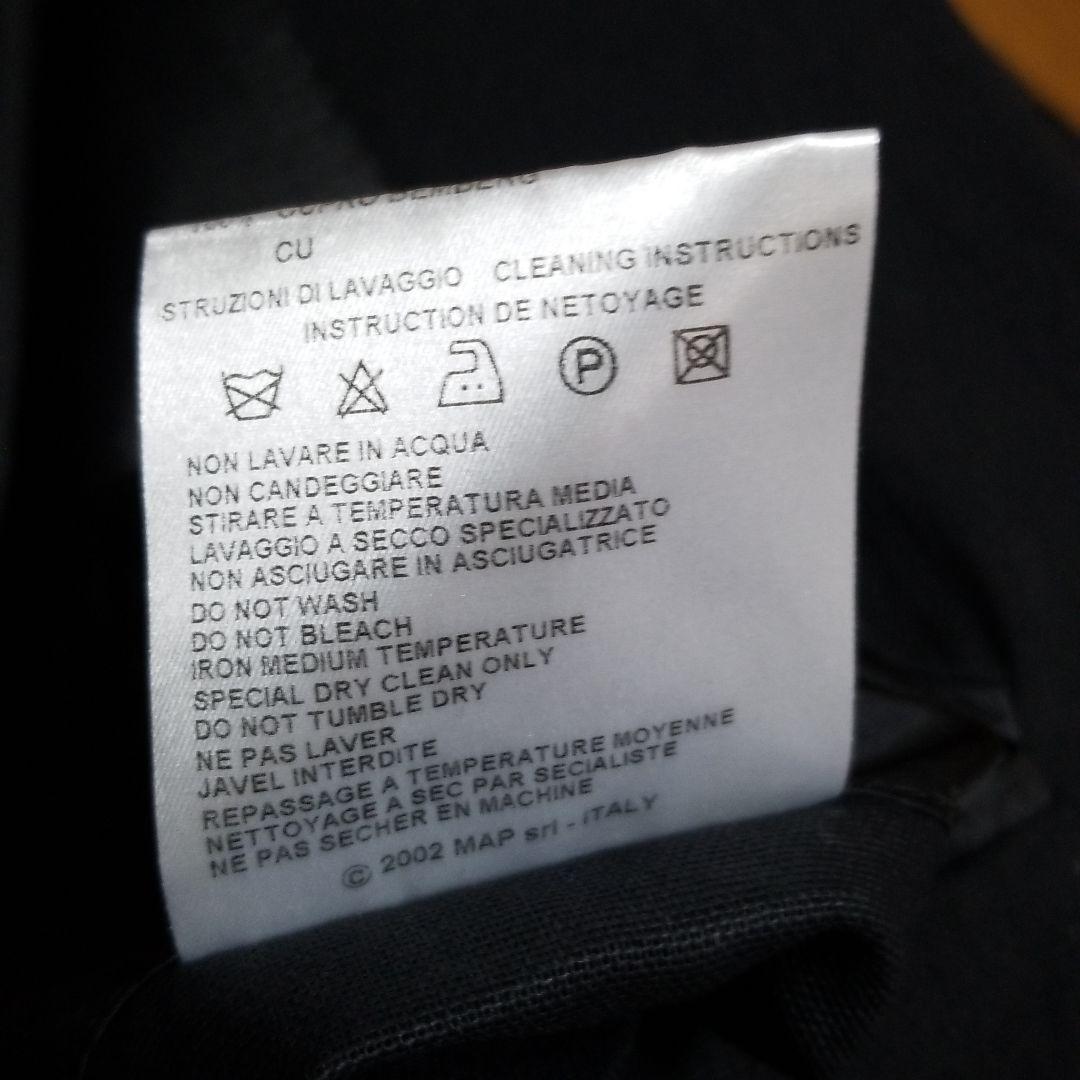 CUPRO BEMBERG
CU
STRUZIONI DI LAVAGGIO CLEANING INSTRUCTIONS
INSTRUCTION DE NETOYAGE
P
NON LAVARE IN ACQUA
NON CANDEGGIARE
STIRARE A TEMPERATURA MEDIA
LAVAGGIO A SECCO SPECIALIZZATO
NON ASCIUGARE IN ASCIUGATRICE
DO NOT WASH
DO NOT BLEACH
IRON MEDIUM TEMPERATURE
SPECIAL DRY CLEAN ONLY
DO NOT TUMBLE DRY
NE PAS LAVER
JAVEL INTERDITE
REPASSAGE A TEMPERATURE MOYENNE
NETTOYAGE A SEC PAR SECIALISTE
NE PAS SECHER EN MACHINE
© 2002 MAP srl - ITALY